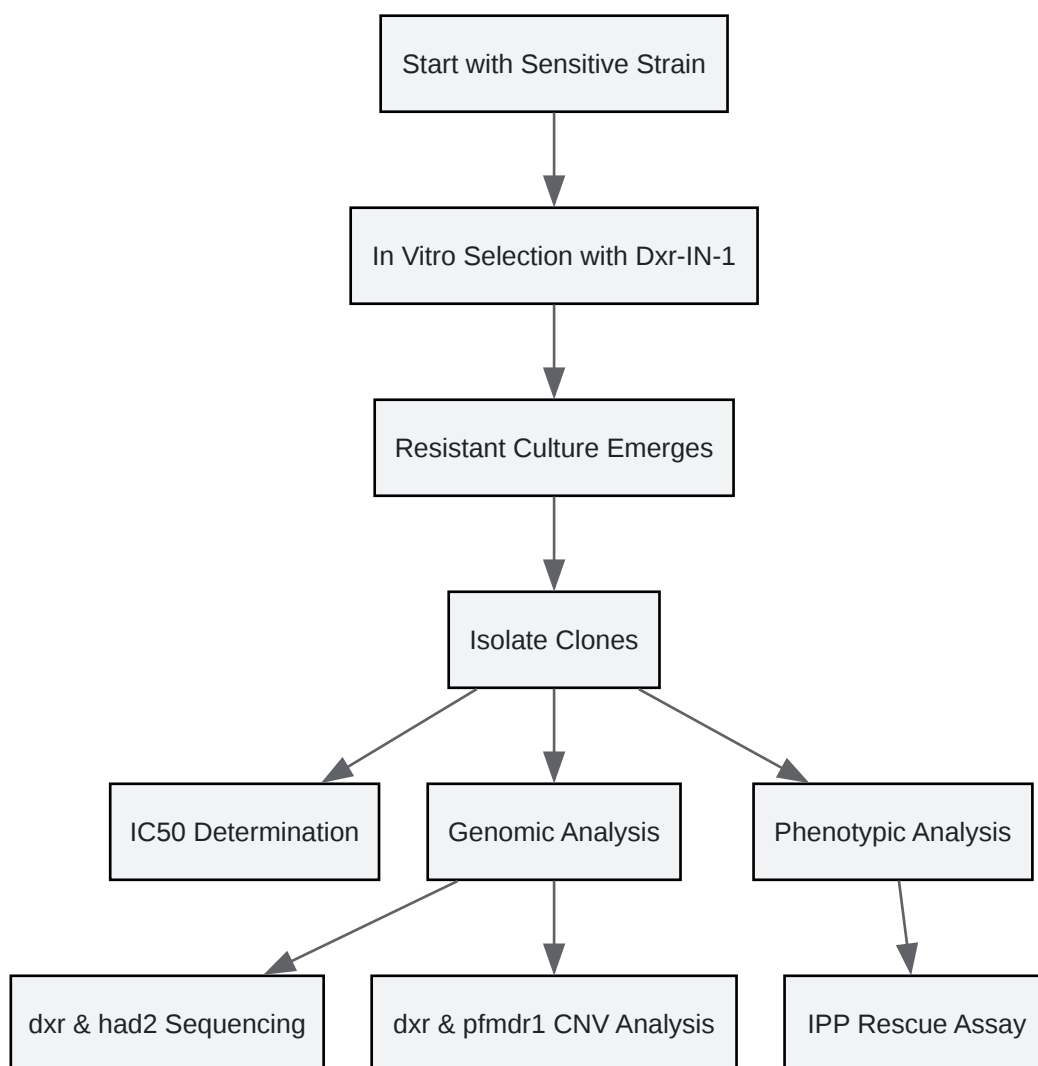 Start with Sensitive Strain
In Vitro Selection with Dxr-IN-1
Resistant Culture Emerges
Isolate Clones
IC50 Determination
Genomic Analysis
Phenotypic Analysis
dxr & had2 Sequencing
dxr & pfmdr1 CNV Analysis
IPP Rescue Assay